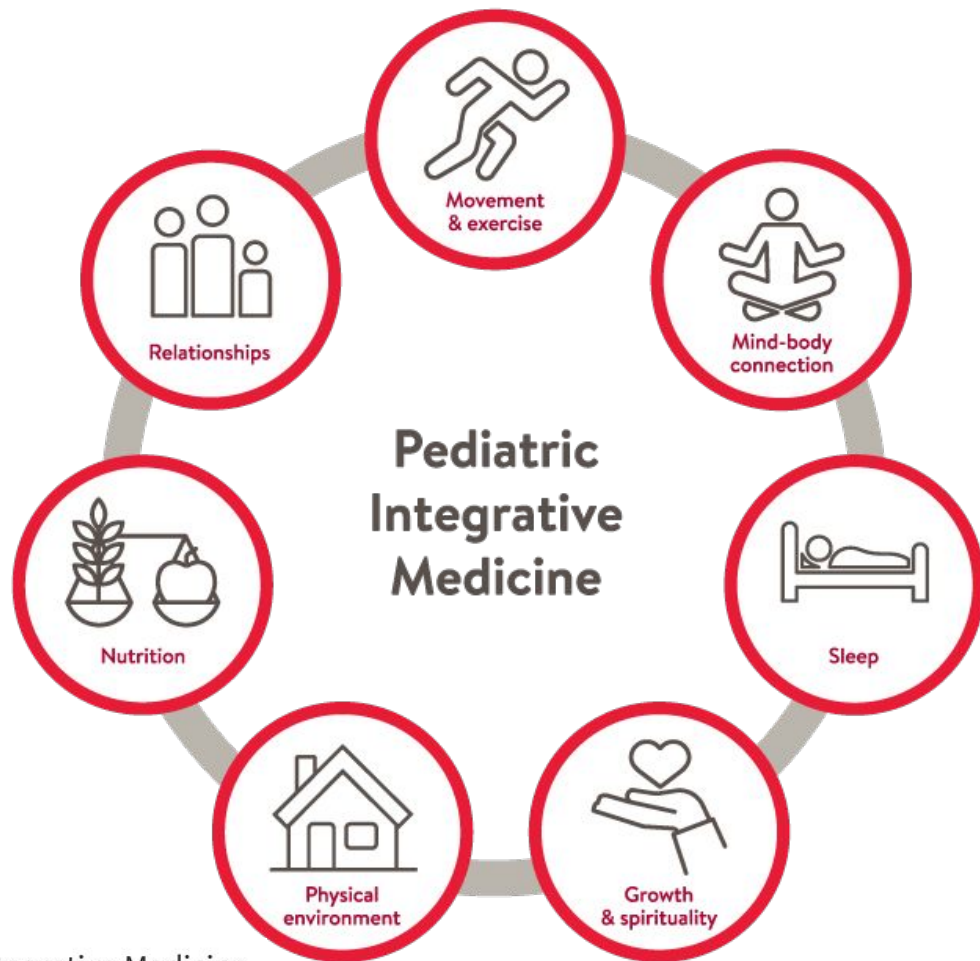 Movement
& exercise
Mind-body
connection
Sleep
Growth
& spirituality
Physical
environment
Nutrition
Relationships
Pediatric
Integrative
Medicine